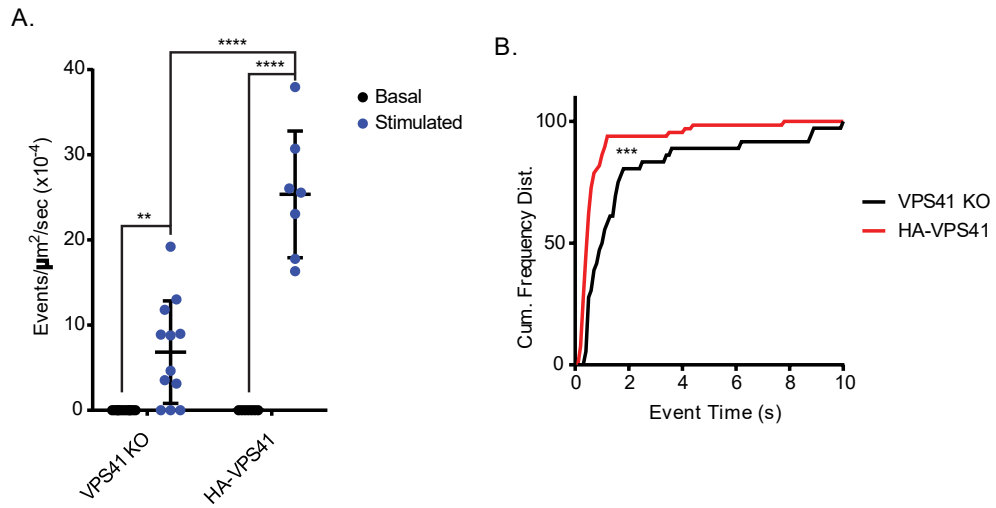 A.
****
****
**
40
30
20
10
0
Events/µm²/sec (x10⁻⁴)
Basal
Stimulated
VPS41 KO
HA-VPS41
B.
***
100
50
0
Cum. Frequency Dist.
0 2 4 6 8 10
Event Time (s)
VPS41 KO
HA-VPS41